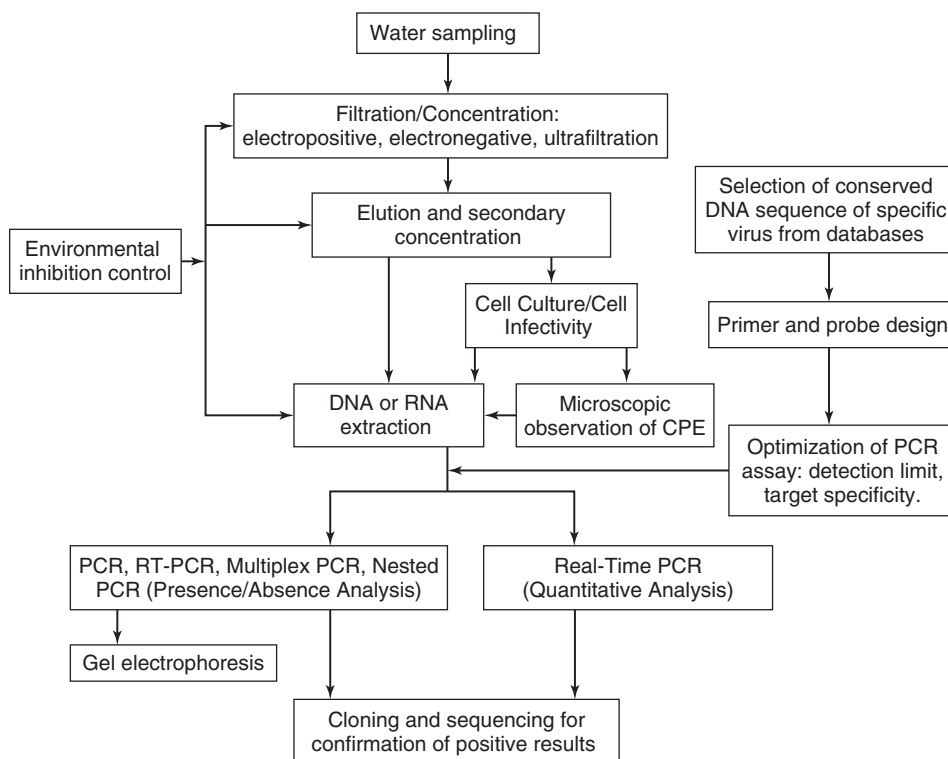 Water sampling
Filtration/Concentration:
electropositive, electronegative, ultrafiltration
Selection of conserved
DNA sequence of specific
virus from databases
Elution and secondary
concentration
Environmental
inhibition control
Cell Culture/Cell
Infectivity
Primer and probe design
DNA or RNA
extraction
Microscopic
observation of CPE
Optimization of PCR
assay: detection limit,
target specificity.
PCR, RT-PCR, Multiplex PCR, Nested
PCR (Presence/Absence Analysis)
Real-Time PCR
(Quantitative Analysis)
Gel electrophoresis
Cloning and sequencing for
confirmation of positive results